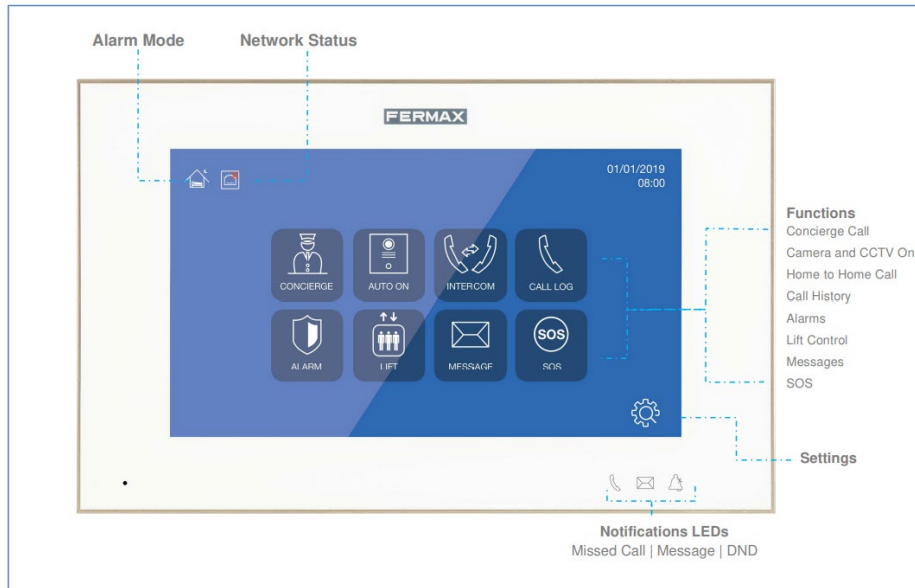 Alarm Mode
Network Status
FERMAX
01/01/2019
08:00
CONCIERGE
AUTO ON
INTERCOM
CALL LOG
ALARM
LIFT
MESSAGE
SOS
SOS
Functions
Concierge Call
Camera and CCTV On
Home to Home Call
Call History
Alarms
Lift Control
Messages
SOS
Settings
Notifications LEDs
Missed Call | Message | DND